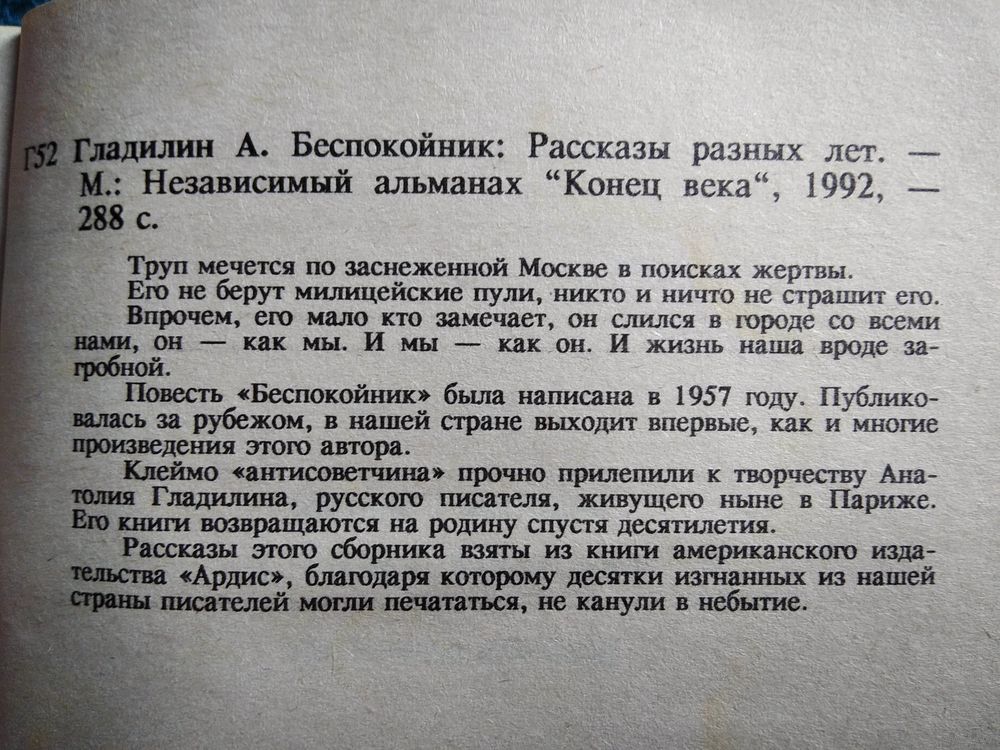 Г52 Гладилин А. Беспокойник: Рассказы разных лет. —
М.: Независимый альманах “Конец века“, 1992, —
288 с.
Труп мечется по заснеженной Москве в поисках жертвы.
Его не берут милицейские пули, никто и ничто не страшит его.
Впрочем, его мало кто замечает, он слился в городе со всеми
нами, он — как мы. И мы — как он. И жизнь наша вроде за-
гробной.
Повесть «Беспокойник» была написана в 1957 году. Публико-
валась за рубежом, в нашей стране выходит впервые, как и многие
произведения этого автора.
Клеймо «антисоветчина» прочно прилепили к творчеству Ана-
толия Гладилина, русского писателя, живущего ныне в Париже.
Его книги возвращаются на родину спустя десятилетия.
Рассказы этого сборника взяты из книги американского изда-
тельства «Ардис», благодаря которому десятки изгнанных из нашей
страны писателей могли печататься, не канули в небытие.